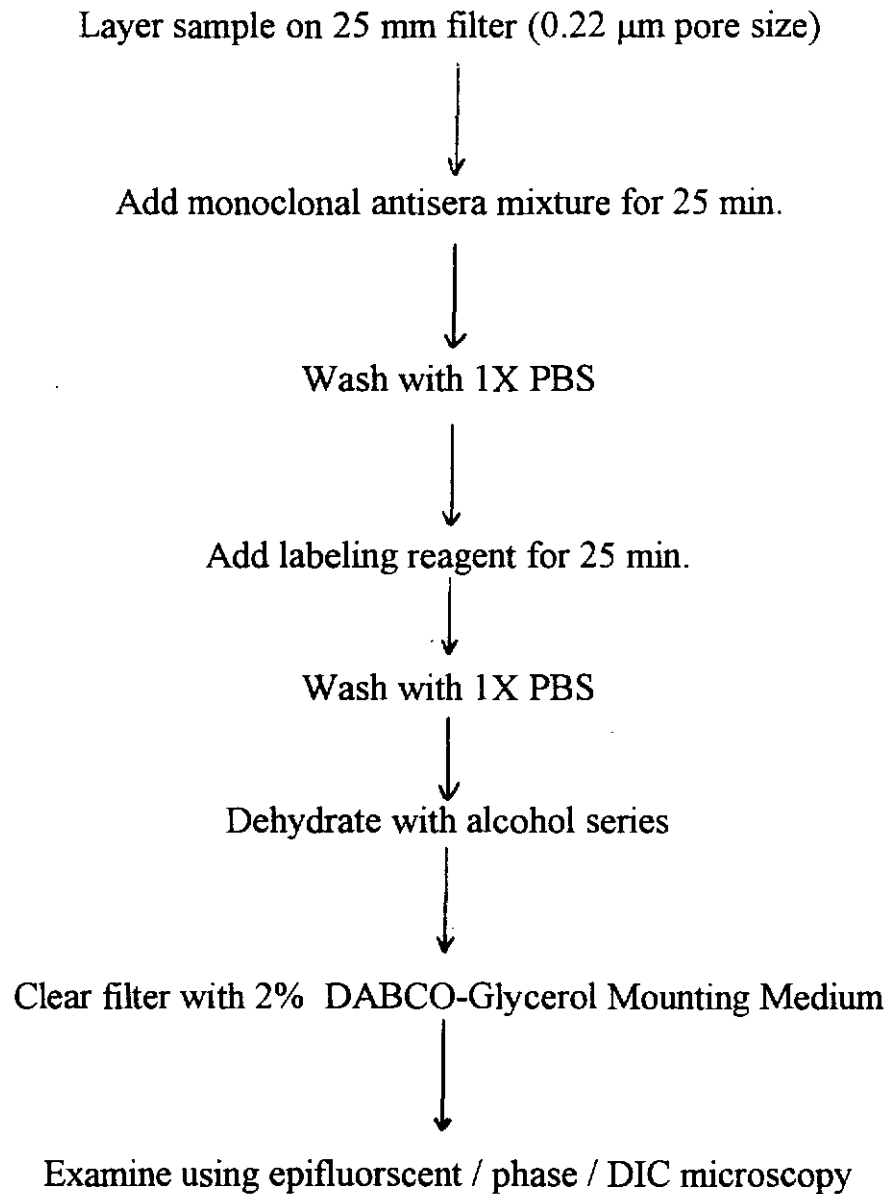 Layer sample on 25 mm filter (0.22 μm pore size)
Add monoclonal antisera mixture for 25 min.
Wash with 1X PBS
Add labeling reagent for 25 min.
Wash with 1X PBS
Dehydrate with alcohol series
Clear filter with 2% DABCO-Glycerol Mounting Medium
Examine using epifluorscent / phase / DIC microscopy